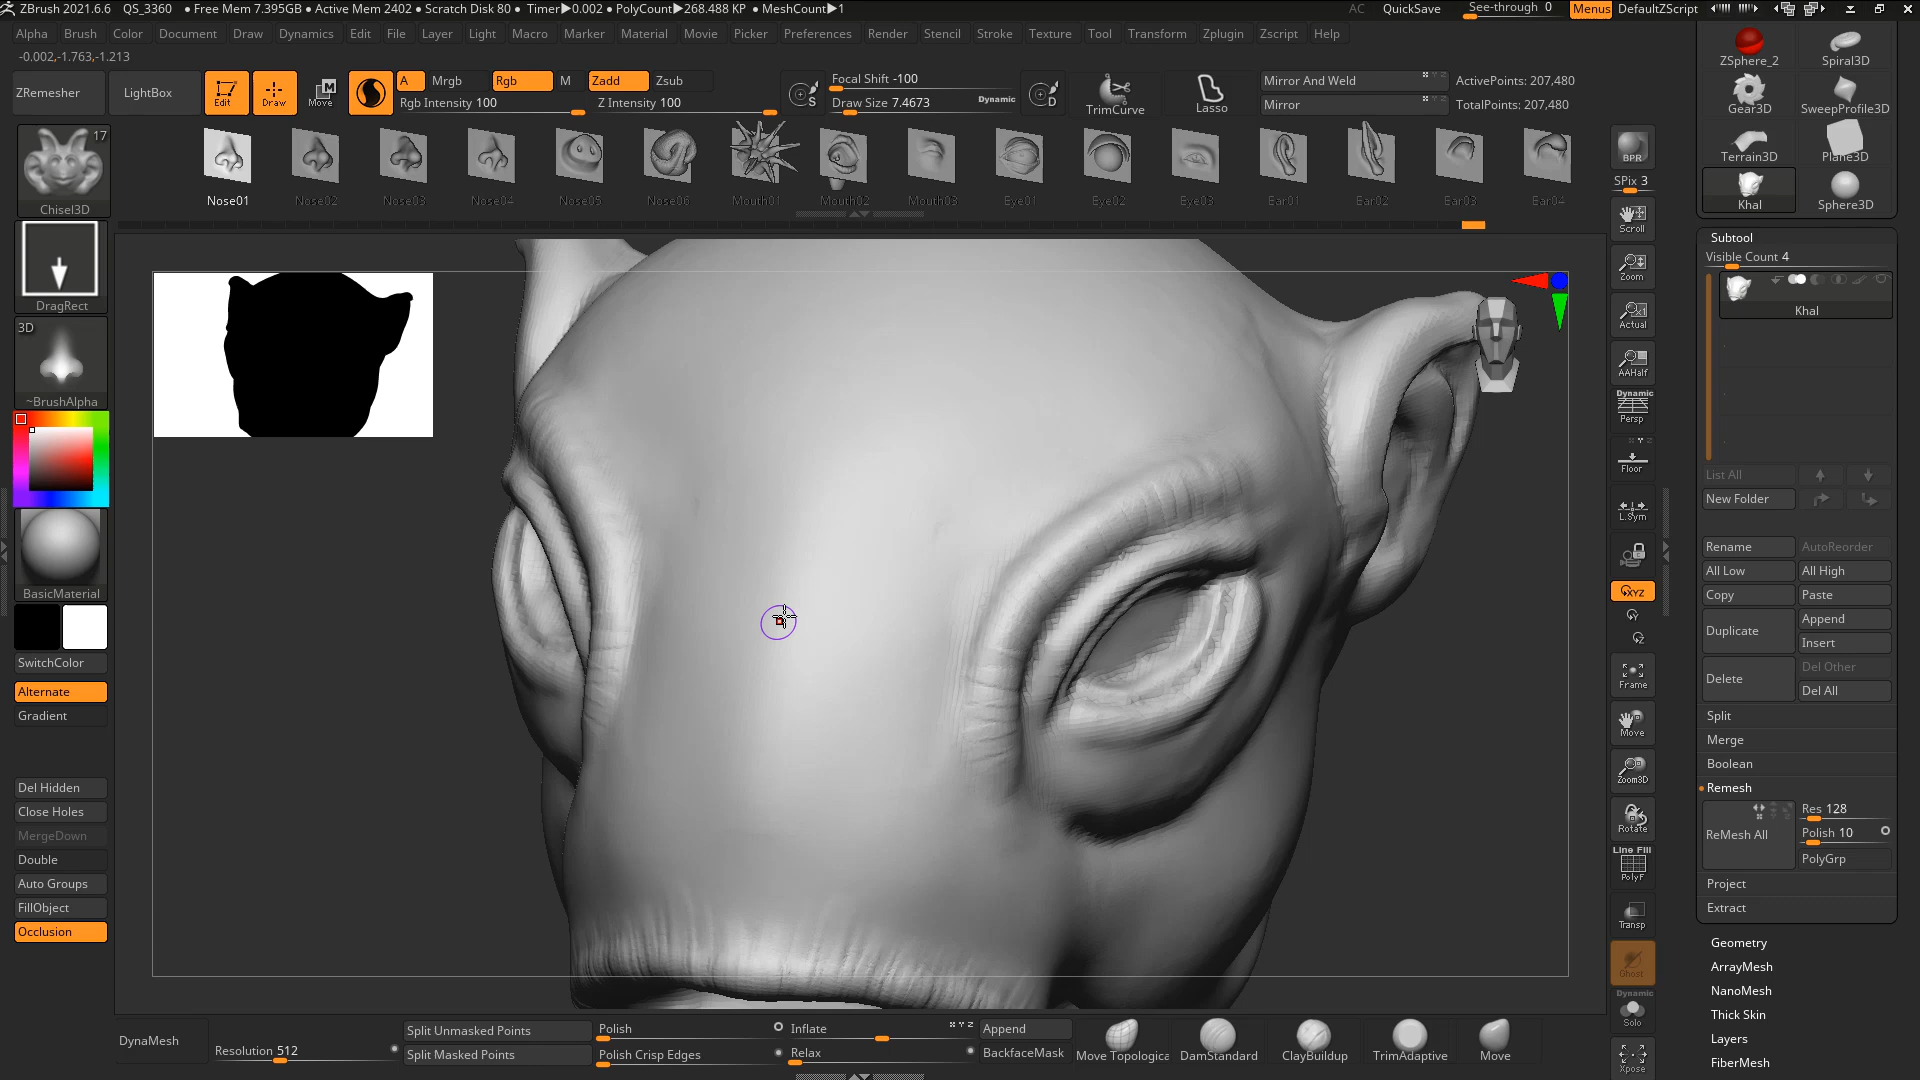 ZBrush 2021.6.6 QS_3360 • Free Mem 7.395GB • Active Mem 2402 • Scratch Disk 80 • Timer▶0.002 • PolyCount▶268.488 KP • MeshCount▶1 AC QuickSave See-through 0 Menus DefaultZScript
Alpha Brush Color Document Draw Dynamics Edit File Layer Light Macro Marker Material Movie Picker Preferences Render Stencil Stroke Texture Tool Transform Zplugin Zscript Help
-0.002,-1.763,-1.213
ZRemesher LightBox Edit Draw Move A Mrgb Rgb M Zadd Zsub
Rgb Intensity 100 Z Intensity 100
S Focal Shift -100
Draw Size 7.4673 Dynamic
D TrimCurve Lasso
Mirror And Weld
Mirror
ActivePoints: 207,480
TotalPoints: 207,480
17
Chisel3D
Nose01 Nose02 Nose03 Nose04 Nose05 Nose06 Mouth01 Mouth02 Mouth03 Eye01 Eye02 Eye03 Ear01 Ear02 Ear03 Ear04
DragRect
3D
~BrushAlpha
BasicMaterial
SwitchColor
Alternate
Gradient
Del Hidden
Close Holes
MergeDown
Double
Auto Groups
FillObject
Occlusion
BPR
SPix 3
Scroll
Zoom
Actual
AAHalf
Dynamic
Persp
Floor
L.Sym
XYZ
Y
Z
Frame
Move
Zoom3D
Rotate
Line Fill
PolyF
Transp
Ghost
Dynamic
Solo
Xpose
ZSphere_2 Spiral3D
Gear3D SweepProfile3D
Terrain3D Plane3D
Khal Sphere3D
Subtool
Visible Count 4
Khal
List All
New Folder
Rename AutoReorder
All Low All High
Copy Paste
Duplicate Append
Insert
Delete Del Other
Del All
Split
Merge
Boolean
Remesh
ReMesh All Res 128
Polish 10
PolyGrp
Project
Extract
Geometry
ArrayMesh
NanoMesh
Thick Skin
Layers
FiberMesh
DynaMesh Resolution 512
Split Unmasked Points
Split Masked Points
Polish
Polish Crisp Edges
Inflate X Y Z
Relax
Append
BackfaceMask
Move Topologica DamStandard ClayBuildup TrimAdaptive Move